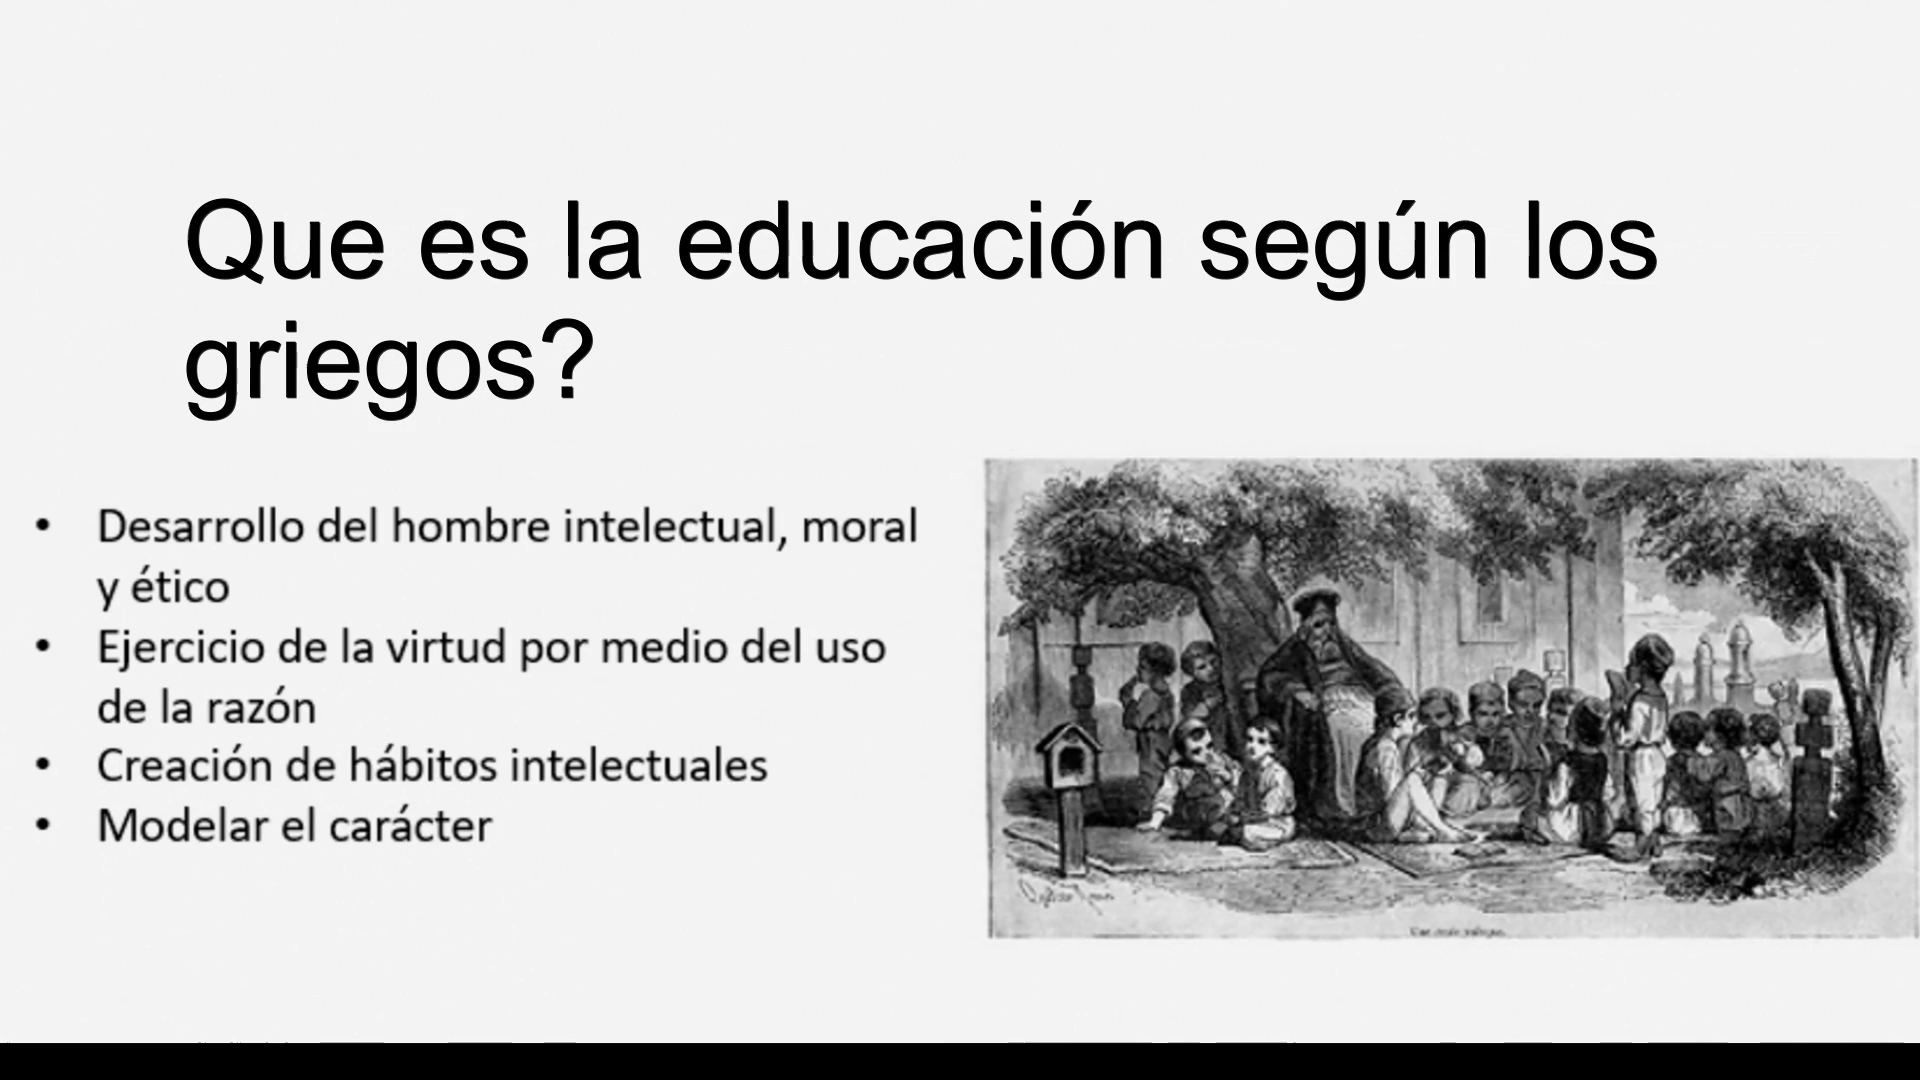 Que es la educación según los
griegos?
• Desarrollo del hombre intelectual, moral
y ético
• Ejercicio de la virtud por medio del uso
de la razón
• Creación de hábitos intelectuales
• Modelar el carácter